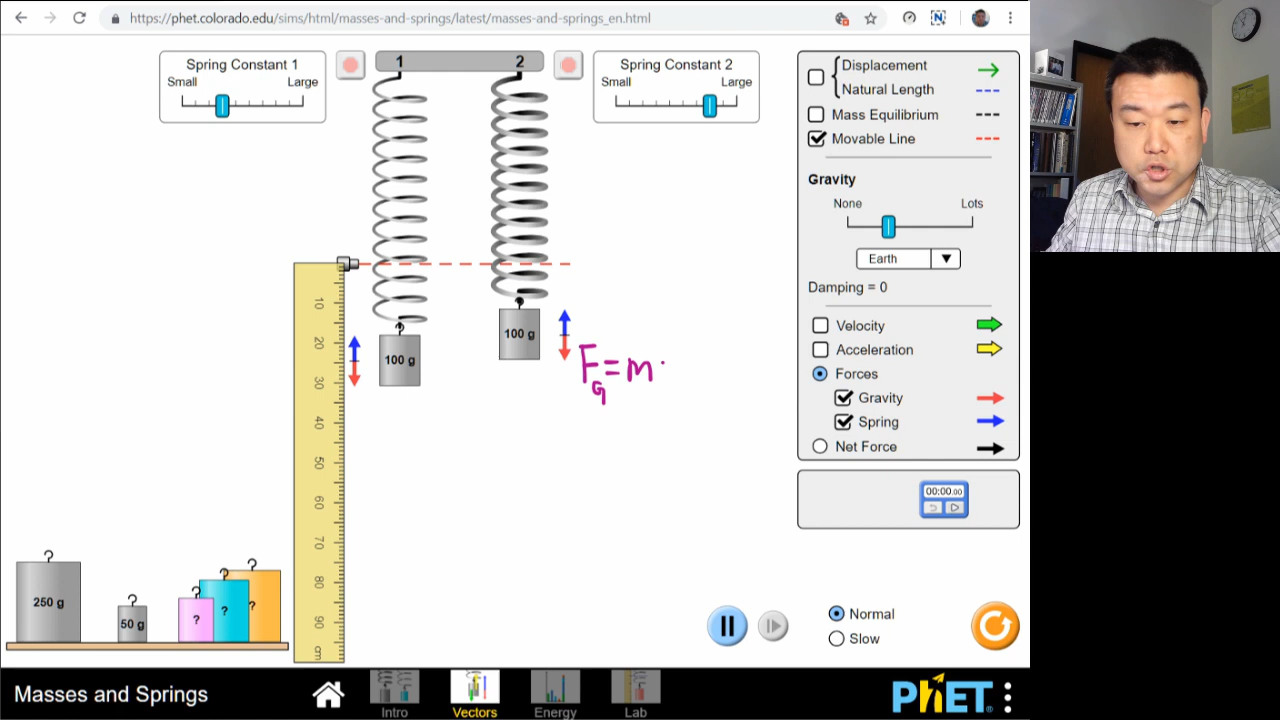 https://phet.colorado.edu/sims/html/masses-and-springs/latest/masses-and-springs_en.html
Spring Constant 1
Small Large
1 2
Spring Constant 2
Small Large
Displacement
Natural Length
Mass Equilibrium
Movable Line
Gravity
None Lots
Earth
Damping = 0
Velocity
Acceleration
Forces
Gravity
Spring
Net Force
00:00.00
100 g
100 g
F_G = m
10
20
30
40
50
60
70
80
90
cm
250 g
50 g
?
?
?
Normal
Slow
Masses and Springs
Intro
Vectors
Energy
Lab
PhET